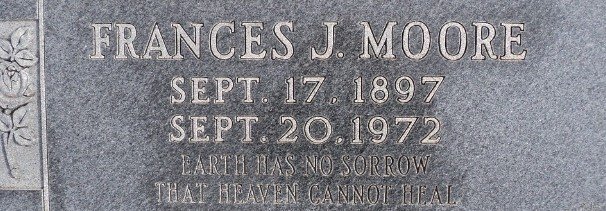 FRANCES J. MOORE
SEPT. 17, 1897
SEPT. 20, 1972
EARTH HAS NO SORROW
THAT HEAVEN CANNOT HEAL